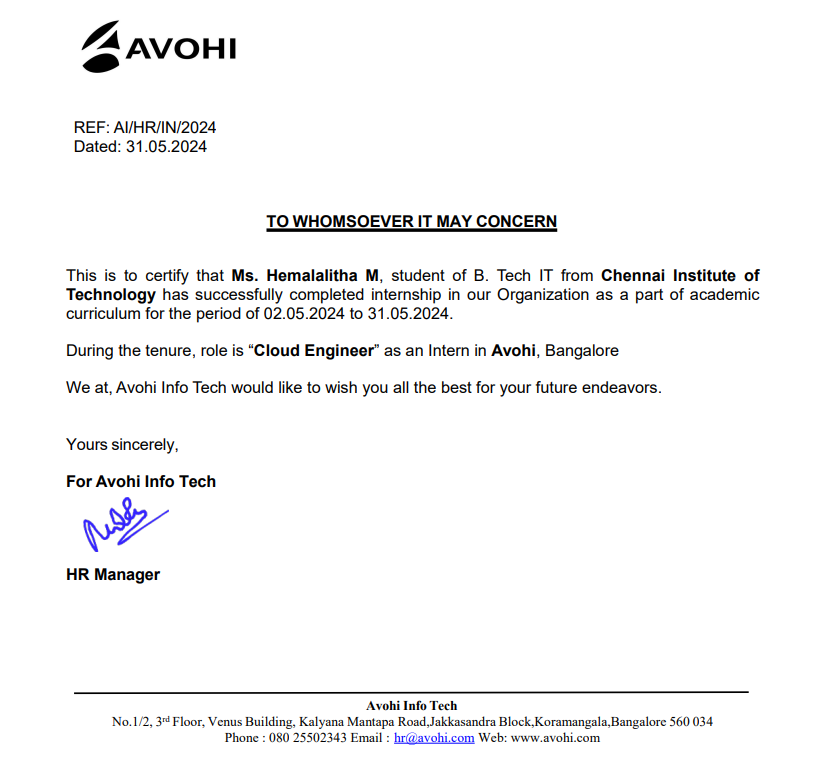 AVOHI
REF: AI/HR/IN/2024
Dated: 31.05.2024
TO WHOMSOEVER IT MAY CONCERN
This is to certify that Ms. Hemalalitha M, student of B. Tech IT from Chennai Institute of
Technology has successfully completed internship in our Organization as a part of academic
curriculum for the period of 02.05.2024 to 31.05.2024.
During the tenure, role is “Cloud Engineer” as an Intern in Avohi, Bangalore
We at, Avohi Info Tech would like to wish you all the best for your future endeavors.
Yours sincerely,
For Avohi Info Tech
HR Manager
Avohi Info Tech
No.1/2, 3rd Floor, Venus Building, Kalyana Mantapa Road,Jakkasandra Block,Koramangala,Bangalore 560 034
Phone : 080 25502343 Email : hr@avohi.com Web: www.avohi.com